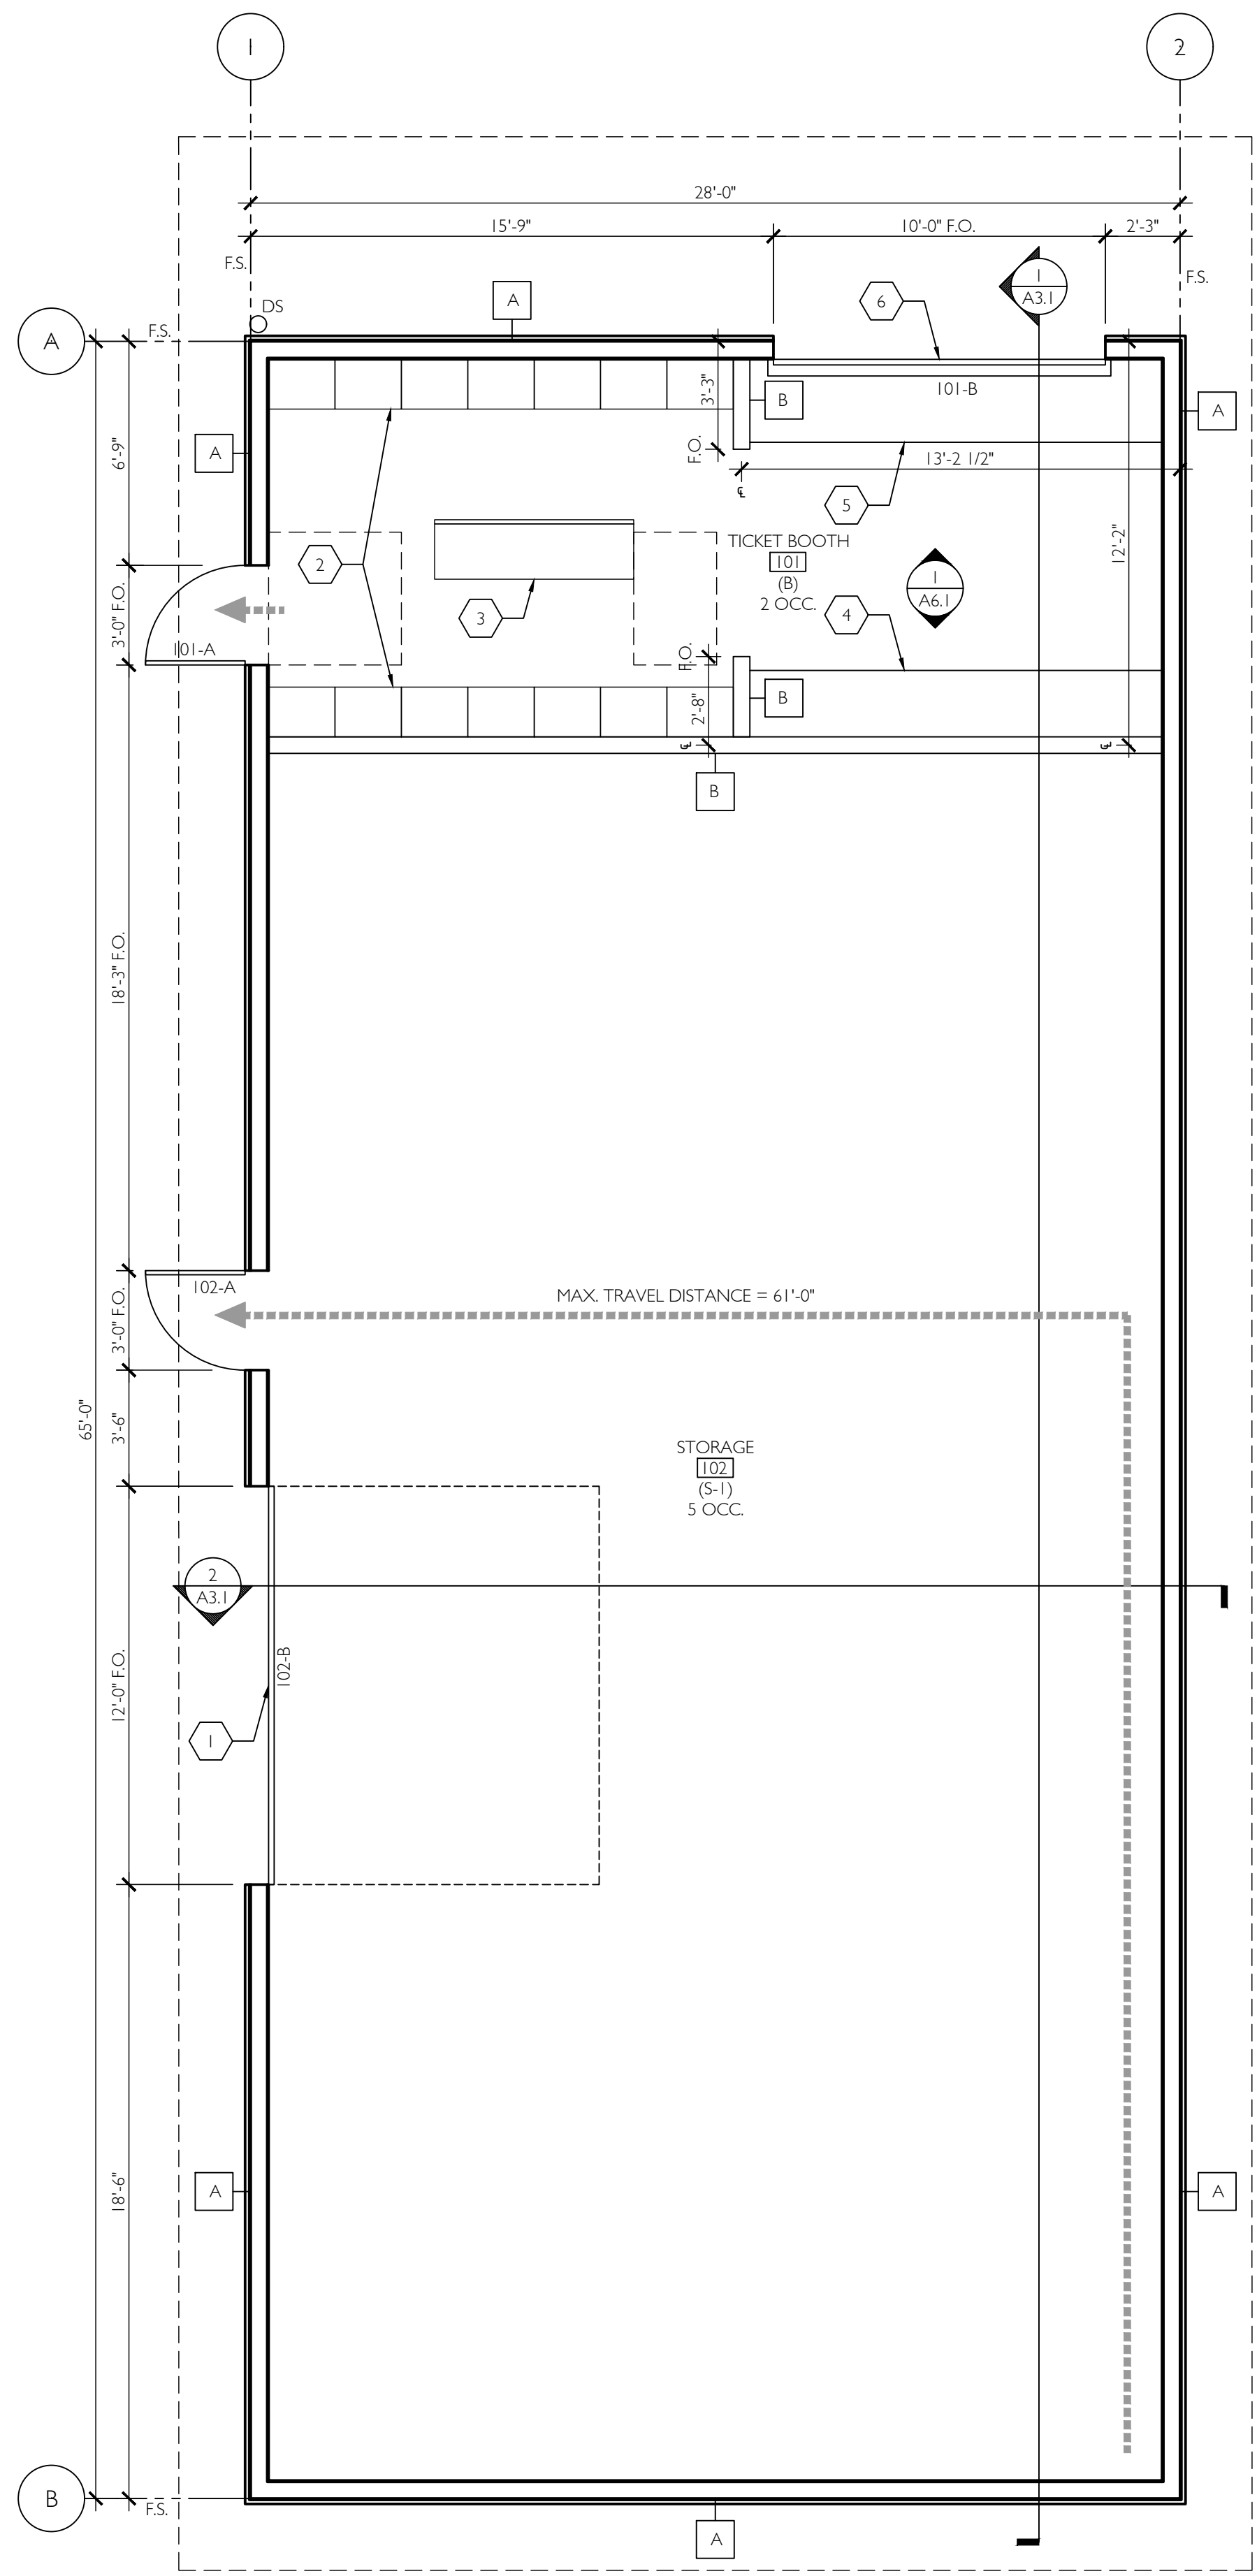 1
2
28'-0"
15'-9"
10'-0" F.O.
2'-3"
F.S.
F.S.
DS
A
6
1
A3.1
A
F.S.
3'-3"
F.O.
B
101-B
A
A
6'-9"
13'-2 1/2"
℄
5
12'-2"
TICKET BOOTH
101
(B)
2 OCC.
2
3
1
A6.1
4
3'-0" F.O.
101-A
F.O.
2'-8"
℄
B
℄
B
18'-3" F.O.
102-A
MAX. TRAVEL DISTANCE = 61'-0"
3'-0" F.O.
65'-0"
3'-6"
STORAGE
102
(S-1)
5 OCC.
2
A3.1
12'-0" F.O.
102-B
1
18'-6"
A
A
B
F.S.
A